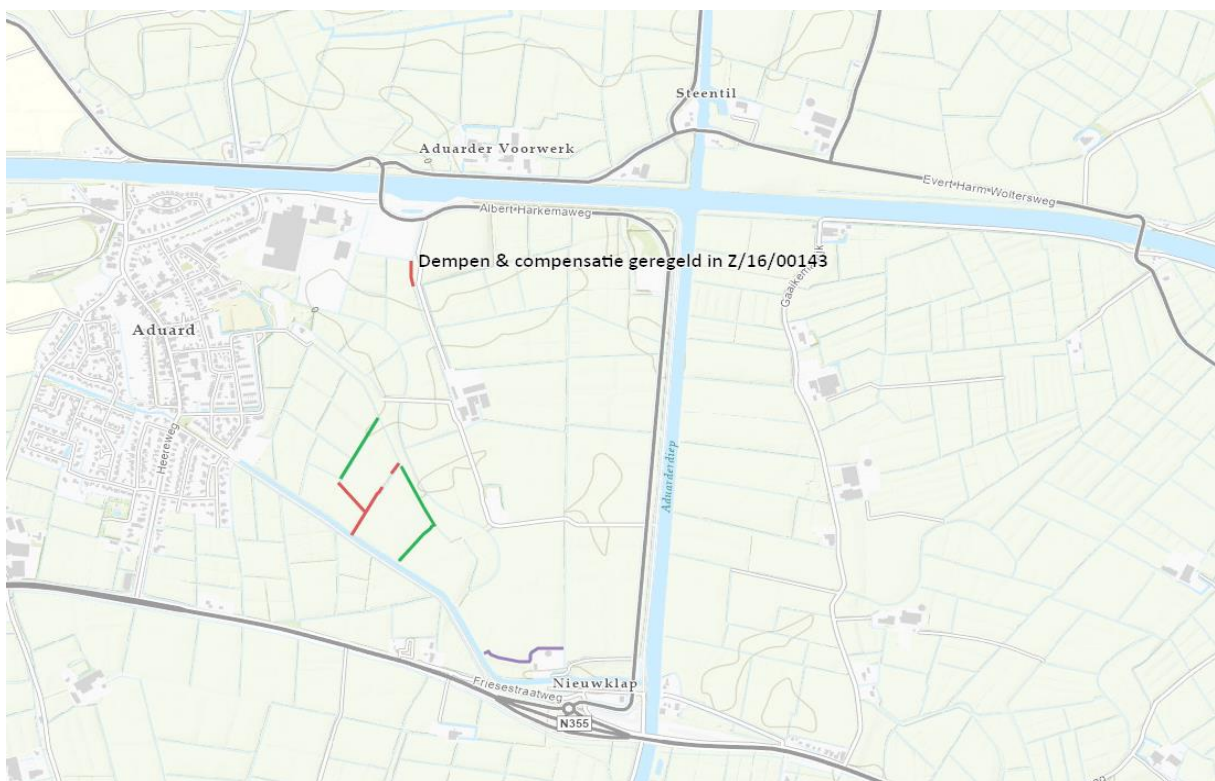 Steentil
Aduarder Voorwerk
Evert Harm Woltersweg
Albert Harkemaweg
Dempen & compensatie geregeld in Z/16/00143
Aduard
Heereweg
Aduarderdiep
Nieuwklap
Friesestraatweg
N355